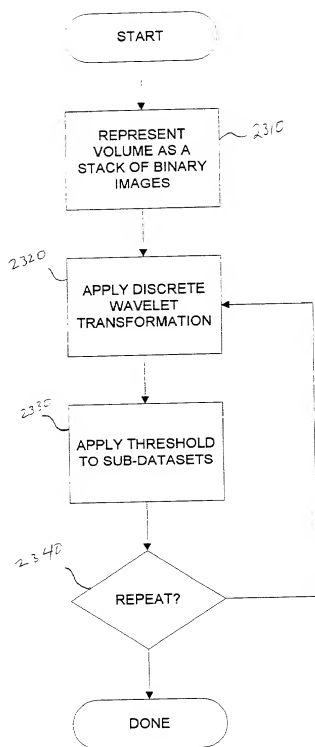 START
REPRESENT
VOLUME AS A
STACK OF BINARY
IMAGES
2310
2320
APPLY DISCRETE
WAVELET
TRANSFORMATION
2330
APPLY THRESHOLD
TO SUB-DATASETS
2340
REPEAT?
DONE